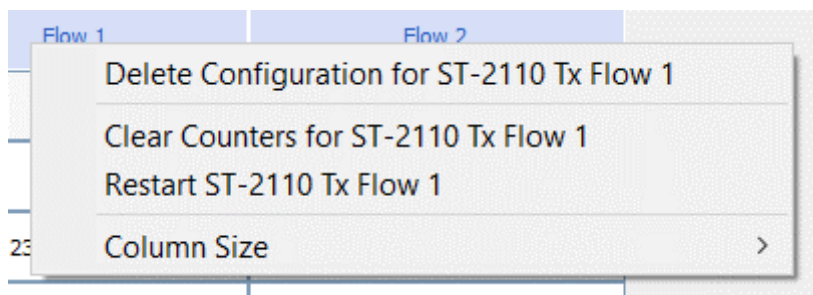 Flow 1 Flow 2
Delete Configuration for ST-2110 Tx Flow 1
Clear Counters for ST-2110 Tx Flow 1
Restart ST-2110 Tx Flow 1
23
Column Size